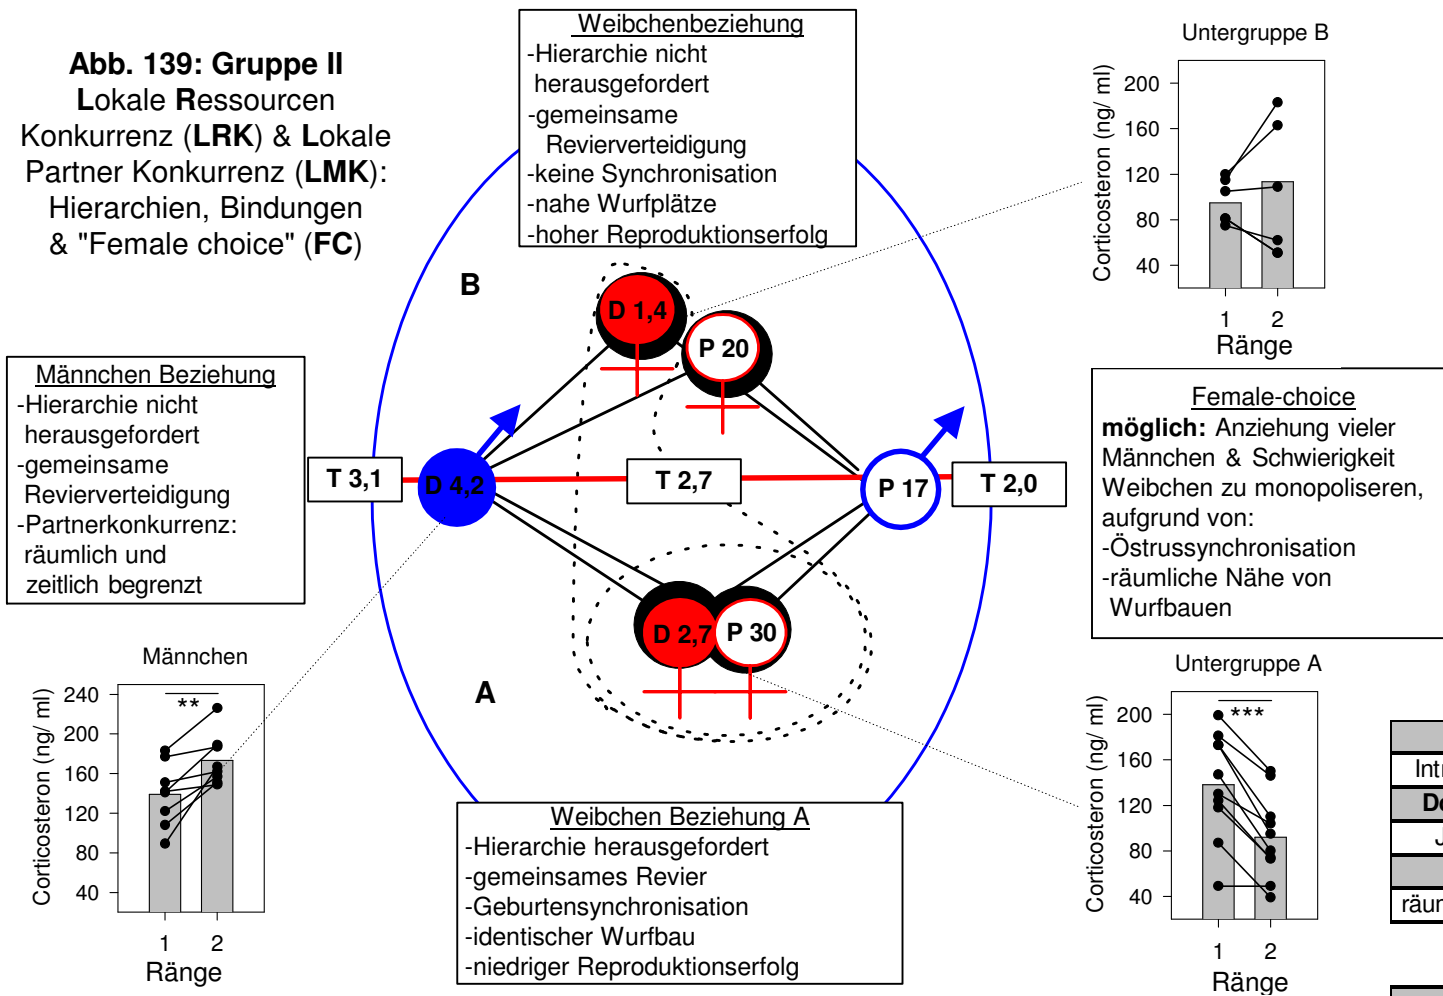 Abb. 139: Gruppe II
Lokale Ressourcen
Konkurrenz (LRK) & Lokale
Partner Konkurrenz (LMK):
Hierarchien, Bindungen
& "Female choice" (FC)
Weibchenbeziehung
-Hierarchie nicht
herausgefordert
-gemeinsame
Revierverteidigung
-keine Synchronisation
-nahe Wurfplätze
-hoher Reproduktionserfolg
Untergruppe B
Corticosteron (ng/ ml)
200
160
120
80
40
1 2
Ränge
B
D 1,4
P 20
Männchen Beziehung
-Hierarchie nicht
herausgefordert
-gemeinsame
Revierverteidigung
-Partnerkonkurrenz:
räumlich und
zeitlich begrenzt
T 3,1
D 4,2
T 2,7
P 17
T 2,0
Female-choice
möglich: Anziehung vieler
Männchen & Schwierigkeit
Weibchen zu monopoliseren,
aufgrund von:
-Östrussynchronisation
-räumliche Nähe von
Wurfbauen
D 2,7
P 30
A
Männchen
Corticosteron (ng/ ml)
240
200
160
120
80
40
**
1 2
Ränge
Weibchen Beziehung A
-Hierarchie herausgefordert
-gemeinsames Revier
-Geburtensynchronisation
-identischer Wurfbau
-niedriger Reproduktionserfolg
Untergruppe A
Corticosteron (ng/ ml)
200
160
120
80
40
***
1 2
Ränge